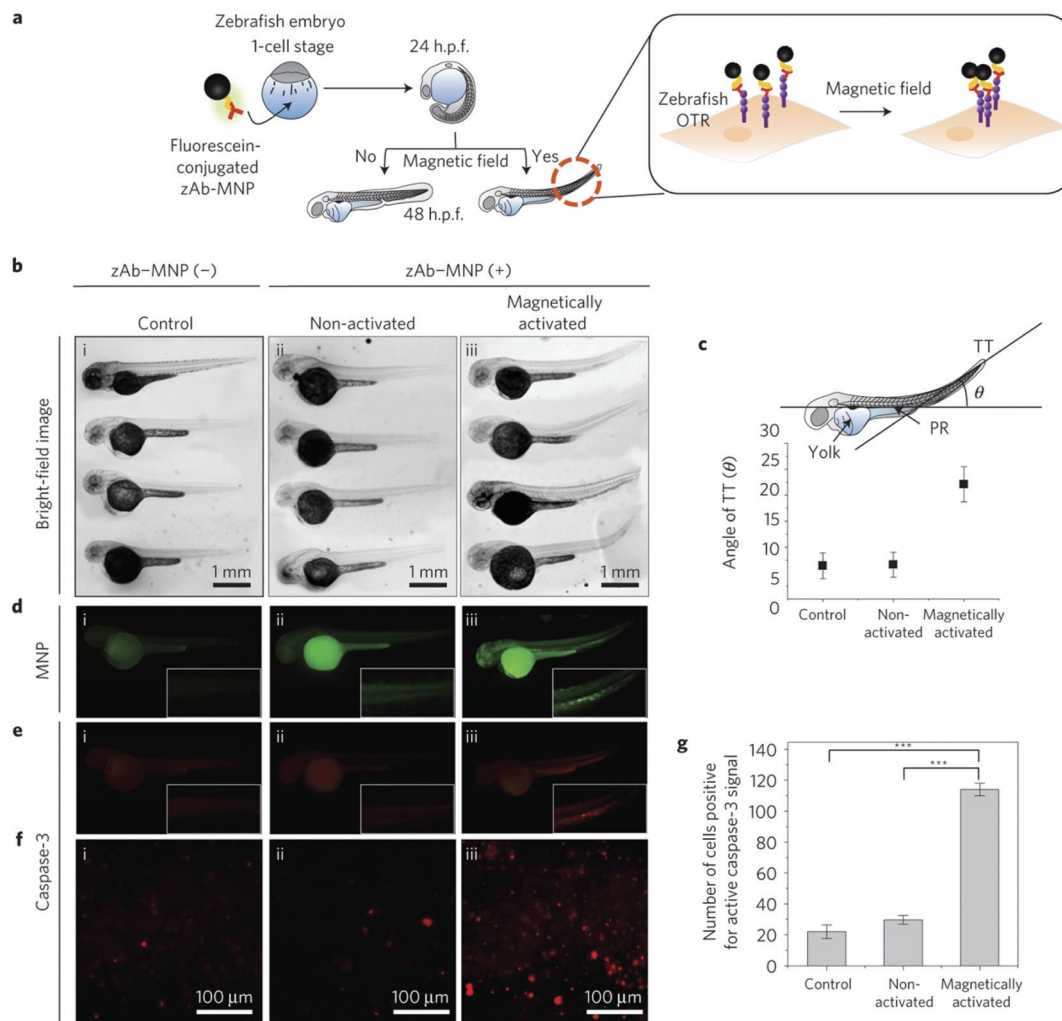 a
Zebrafish embryo
1-cell stage
24 h.p.f.
Fluorescein-
conjugated
zAb-MNP
No
Magnetic field
Yes
48 h.p.f.
Zebrafish
OTR
Magnetic field
b
zAb–MNP (–)
zAb–MNP (+)
Control
Non-activated
Magnetically
activated
Bright-field image
i
ii
iii
1 mm
1 mm
1 mm
c
TT
θ
PR
Yolk
Angle of TT (θ)
30
25
20
15
10
5
0
Control
Non-
activated
Magnetically
activated
d
MNP
i
ii
iii
e
Caspase-3
i
ii
iii
f
i
ii
iii
100 μm
100 μm
100 μm
g
Number of cells positive
for active caspase-3 signal
140
120
100
80
60
40
20
0
***
***
Control
Non-
activated
Magnetically
activated